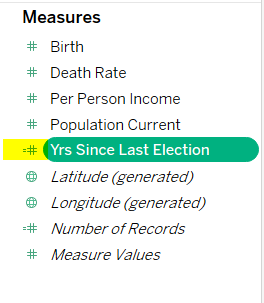 Measures
# Birth
# Death Rate
# Per Person Income
# Population Current
=# Yrs Since Last Election
Latitude (generated)
Longitude (generated)
=# Number of Records
# Measure Values